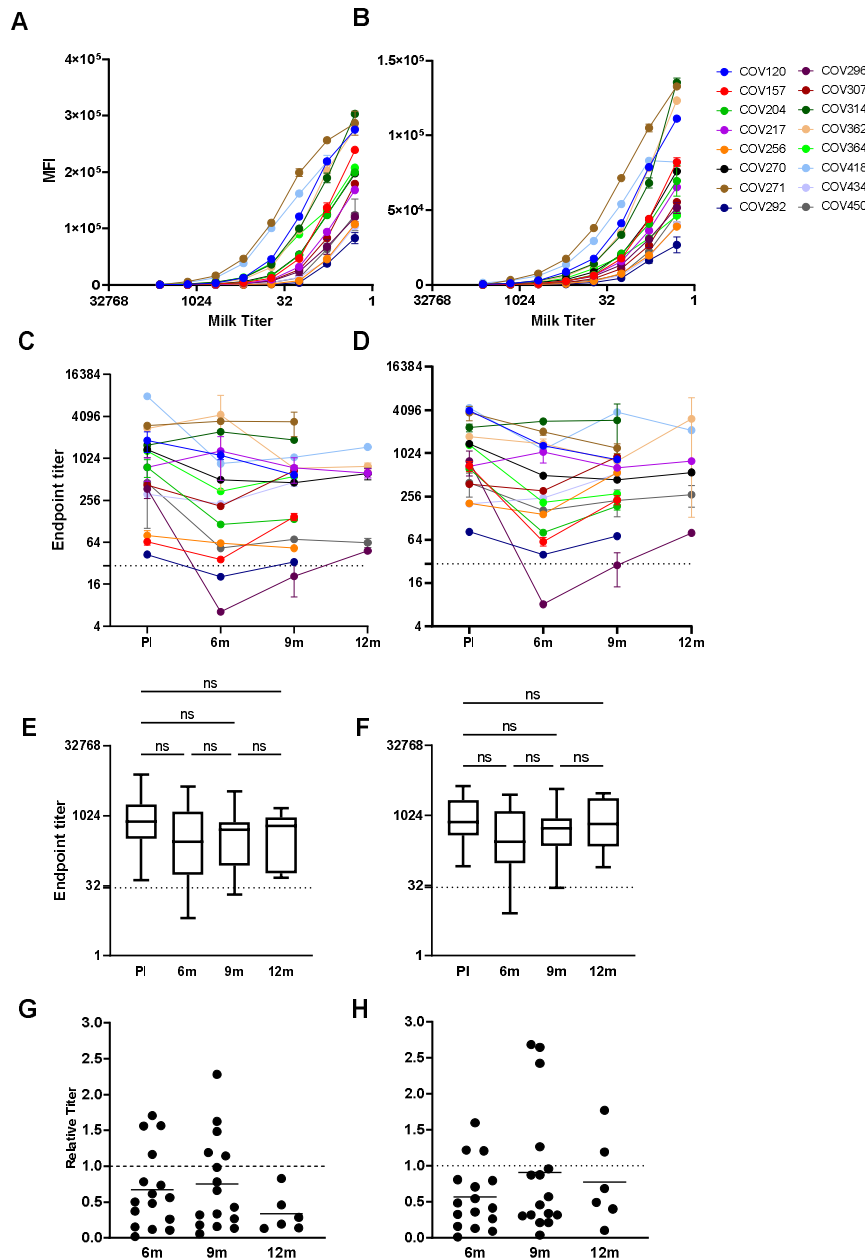 A
B
4×10⁵
3×10⁵
2×10⁵
1×10⁵
0
MFI
32768
1024
32
1
Milk Titer
1.5×10⁵
1×10⁵
5×10⁴
0
32768
1024
32
1
Milk Titer
COV120
COV157
COV204
COV217
COV256
COV270
COV271
COV292
COV296
COV307
COV314
COV362
COV364
COV418
COV434
COV450
C
D
16384
4096
1024
256
64
16
4
Endpoint titer
PI
6m
9m
12m
16384
4096
1024
256
64
16
4
PI
6m
9m
12m
E
F
ns
ns
ns ns ns
32768
1024
32
1
Endpoint titer
PI
6m
9m
12m
ns
ns
ns ns ns
32768
1024
32
1
PI
6m
9m
12m
G
H
3.0
2.5
2.0
1.5
1.0
0.5
0.0
Relative Titer
6m
9m
12m
3.0
2.5
2.0
1.5
1.0
0.5
0.0
6m
9m
12m